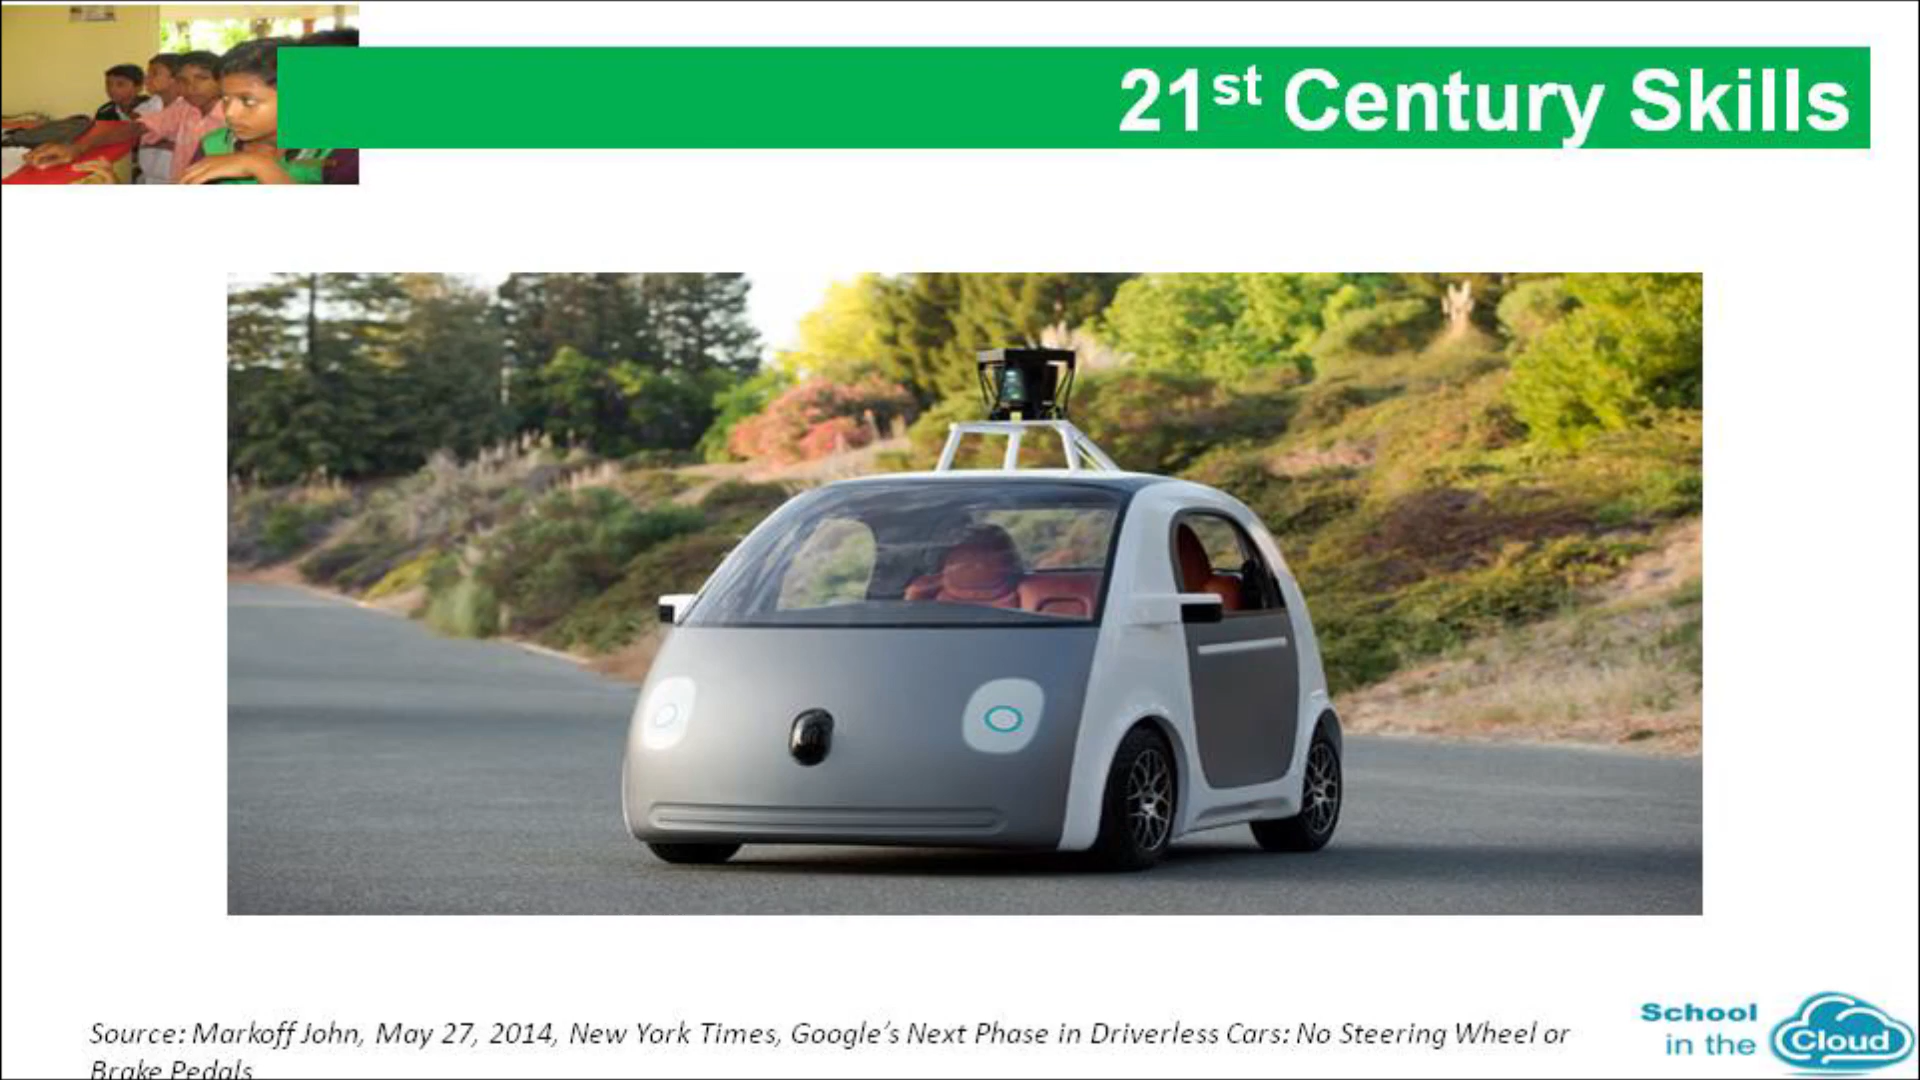 21st Century Skills
Source: Markoff John, May 27, 2014, New York Times, Google's Next Phase in Driverless Cars: No Steering Wheel or
Brake Pedals
School
in the
Cloud